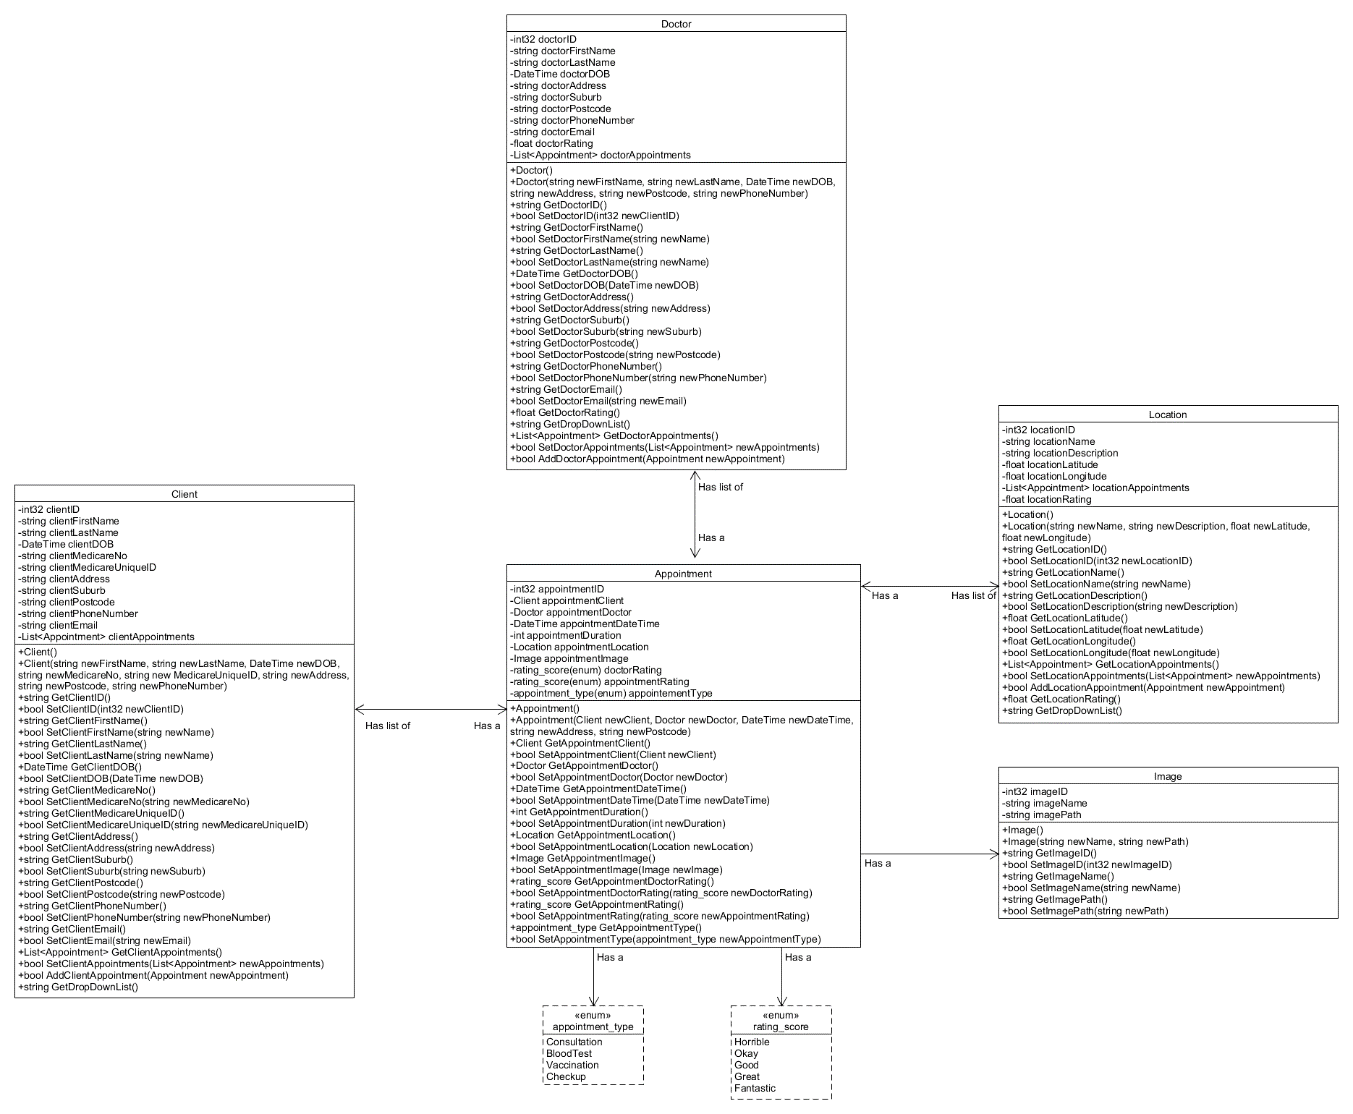 Doctor
-int32 doctorID
-string doctorFirstName
-string doctorLastName
-DateTime doctorDOB
-string doctorAddress
-string doctorSuburb
-string doctorPostcode
-string doctorPhoneNumber
-string doctorEmail
-float doctorRating
-List<Appointment> doctorAppointments
+Doctor()
+Doctor(string newFirstName, string newLastName, DateTime newDOB,
string newAddress, string newPostcode, string newPhoneNumber)
+string GetDoctorID()
+bool SetDoctorID(int32 newClientID)
+string GetDoctorFirstName()
+bool SetDoctorFirstName(string newName)
+string GetDoctorLastName()
+bool SetDoctorLastName(string newName)
+DateTime GetDoctorDOB()
+bool SetDoctorDOB(DateTime newDOB)
+string GetDoctorAddress()
+bool SetDoctorAddress(string newAddress)
+string GetDoctorSuburb()
+bool SetDoctorSuburb(string newSuburb)
+string GetDoctorPostcode()
+bool SetDoctorPostcode(string newPostcode)
+string GetDoctorPhoneNumber()
+bool SetDoctorPhoneNumber(string newPhoneNumber)
+string GetDoctorEmail()
+bool SetDoctorEmail(string newEmail)
+float GetDoctorRating()
+string GetDropDownList()
+List<Appointment> GetDoctorAppointments()
+bool SetDoctorAppointments(List<Appointment> newAppointments)
+bool AddDoctorAppointment(Appointment newAppointment)
Has list of
Has a
Client
-int32 clientID
-string clientFirstName
-string clientLastName
-DateTime clientDOB
-string clientMedicareNo
-string clientMedicareUniqueID
-string clientAddress
-string clientSuburb
-string clientPostcode
-string clientPhoneNumber
-string clientEmail
-List<Appointment> clientAppointments
+Client()
+Client(string newFirstName, string newLastName, DateTime newDOB,
string newMedicareNo, string new MedicareUniqueID, string newAddress,
string newPostcode, string newPhoneNumber)
+string GetClientID()
+bool SetClientID(int32 newClientID)
+string GetClientFirstName()
+bool SetClientFirstName(string newName)
+string GetClientLastName()
+bool SetClientLastName(string newName)
+DateTime GetClientDOB()
+bool SetClientDOB(DateTime newDOB)
+string GetClientMedicareNo()
+bool SetClientMedicareNo(string newMedicareNo)
+string GetClientMedicareUniqueID()
+bool SetClientMedicareUniqueID(string newMedicareUniqueID)
+string GetClientAddress()
+bool SetClientAddress(string newAddress)
+string GetClientSuburb()
+bool SetClientSuburb(string newSuburb)
+string GetClientPostcode()
+bool SetClientPostcode(string newPostcode)
+string GetClientPhoneNumber()
+bool SetClientPhoneNumber(string newPhoneNumber)
+string GetClientEmail()
+bool SetClientEmail(string newEmail)
+List<Appointment> GetClientAppointments()
+bool SetClientAppointments(List<Appointment> newAppointments)
+bool AddClientAppointment(Appointment newAppointment)
+string GetDropDownList()
Has list of
Has a
Appointment
-int32 appointmentID
-Client appointmentClient
-Doctor appointmentDoctor
-DateTime appointmentDateTime
-int appointmentDuration
-Location appointmentLocation
-Image appointmentImage
-rating_score(enum) doctorRating
-rating_score(enum) appointmentRating
-appointment_type(enum) appointementType
+Appointment()
+Appointment(Client newClient, Doctor newDoctor, DateTime newDateTime,
string newAddress, string newPostcode)
+Client GetAppointmentClient()
+bool SetAppointmentClient(Client newClient)
+Doctor GetAppointmentDoctor()
+bool SetAppointmentDoctor(Doctor newDoctor)
+DateTime GetAppointmentDateTime()
+bool SetAppointmentDateTime(DateTime newDateTime)
+int GetAppointmentDuration()
+bool SetAppointmentDuration(int newDuration)
+Location GetAppointmentLocation()
+bool SetAppointmentLocation(Location newLocation)
+Image GetAppointmentImage()
+bool SetAppointmentImage(Image newImage)
+rating_score GetAppointmentDoctorRating()
+bool SetAppointmentDoctorRating(rating_score newDoctorRating)
+rating_score GetAppointmentRating()
+bool SetAppointmentRating(rating_score newAppointmentRating)
+appointment_type GetAppointmentType()
+bool SetAppointmentType(appointment_type newAppointmentType)
Has a
Has list of
Location
-int32 locationID
-string locationName
-string locationDescription
-float locationLatitude
-float locationLongitude
-List<Appointment> locationAppointments
-float locationRating
+Location()
+Location(string newName, string newDescription, float newLatitude,
float newLongitude)
+string GetLocationID()
+bool SetLocationID(int32 newLocationID)
+string GetLocationName()
+bool SetLocationName(string newName)
+string GetLocationDescription()
+bool SetLocationDescription(string newDescription)
+float GetLocationLatitude()
+bool SetLocationLatitude(float newLatitude)
+float GetLocationLongitude()
+bool SetLocationLongitude(float newLongitude)
+List<Appointment> GetLocationAppointments()
+bool SetLocationAppointments(List<Appointment> newAppointments)
+bool AddLocationAppointment(Appointment newAppointment)
+float GetLocationRating()
+string GetDropDownList()
Has a
Image
-int32 imageID
-string imageName
-string imagePath
+Image()
+Image(string newName, string newPath)
+string GetImageID()
+bool SetImageID(int32 newImageID)
+string GetImageName()
+bool SetImageName(string newName)
+string GetImagePath()
+bool SetImagePath(string newPath)
Has a
Has a
«enum»
appointment_type
Consultation
BloodTest
Vaccination
Checkup
«enum»
rating_score
Horrible
Okay
Good
Great
Fantastic